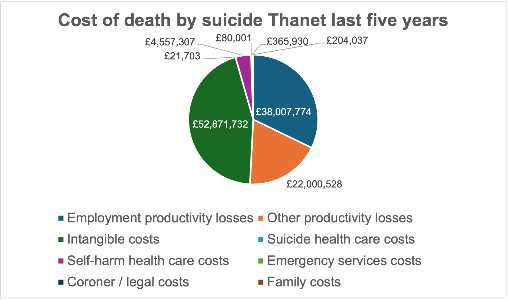 Cost of death by suicide Thanet last five years
£4,557,307 £80,001 £365,930 £204,037
£21,703
£52,871,732 £38,007,774
£22,000,528
Employment productivity losses Other productivity losses
Intangible costs Suicide health care costs
Self-harm health care costs Emergency services costs
Coroner / legal costs Family costs